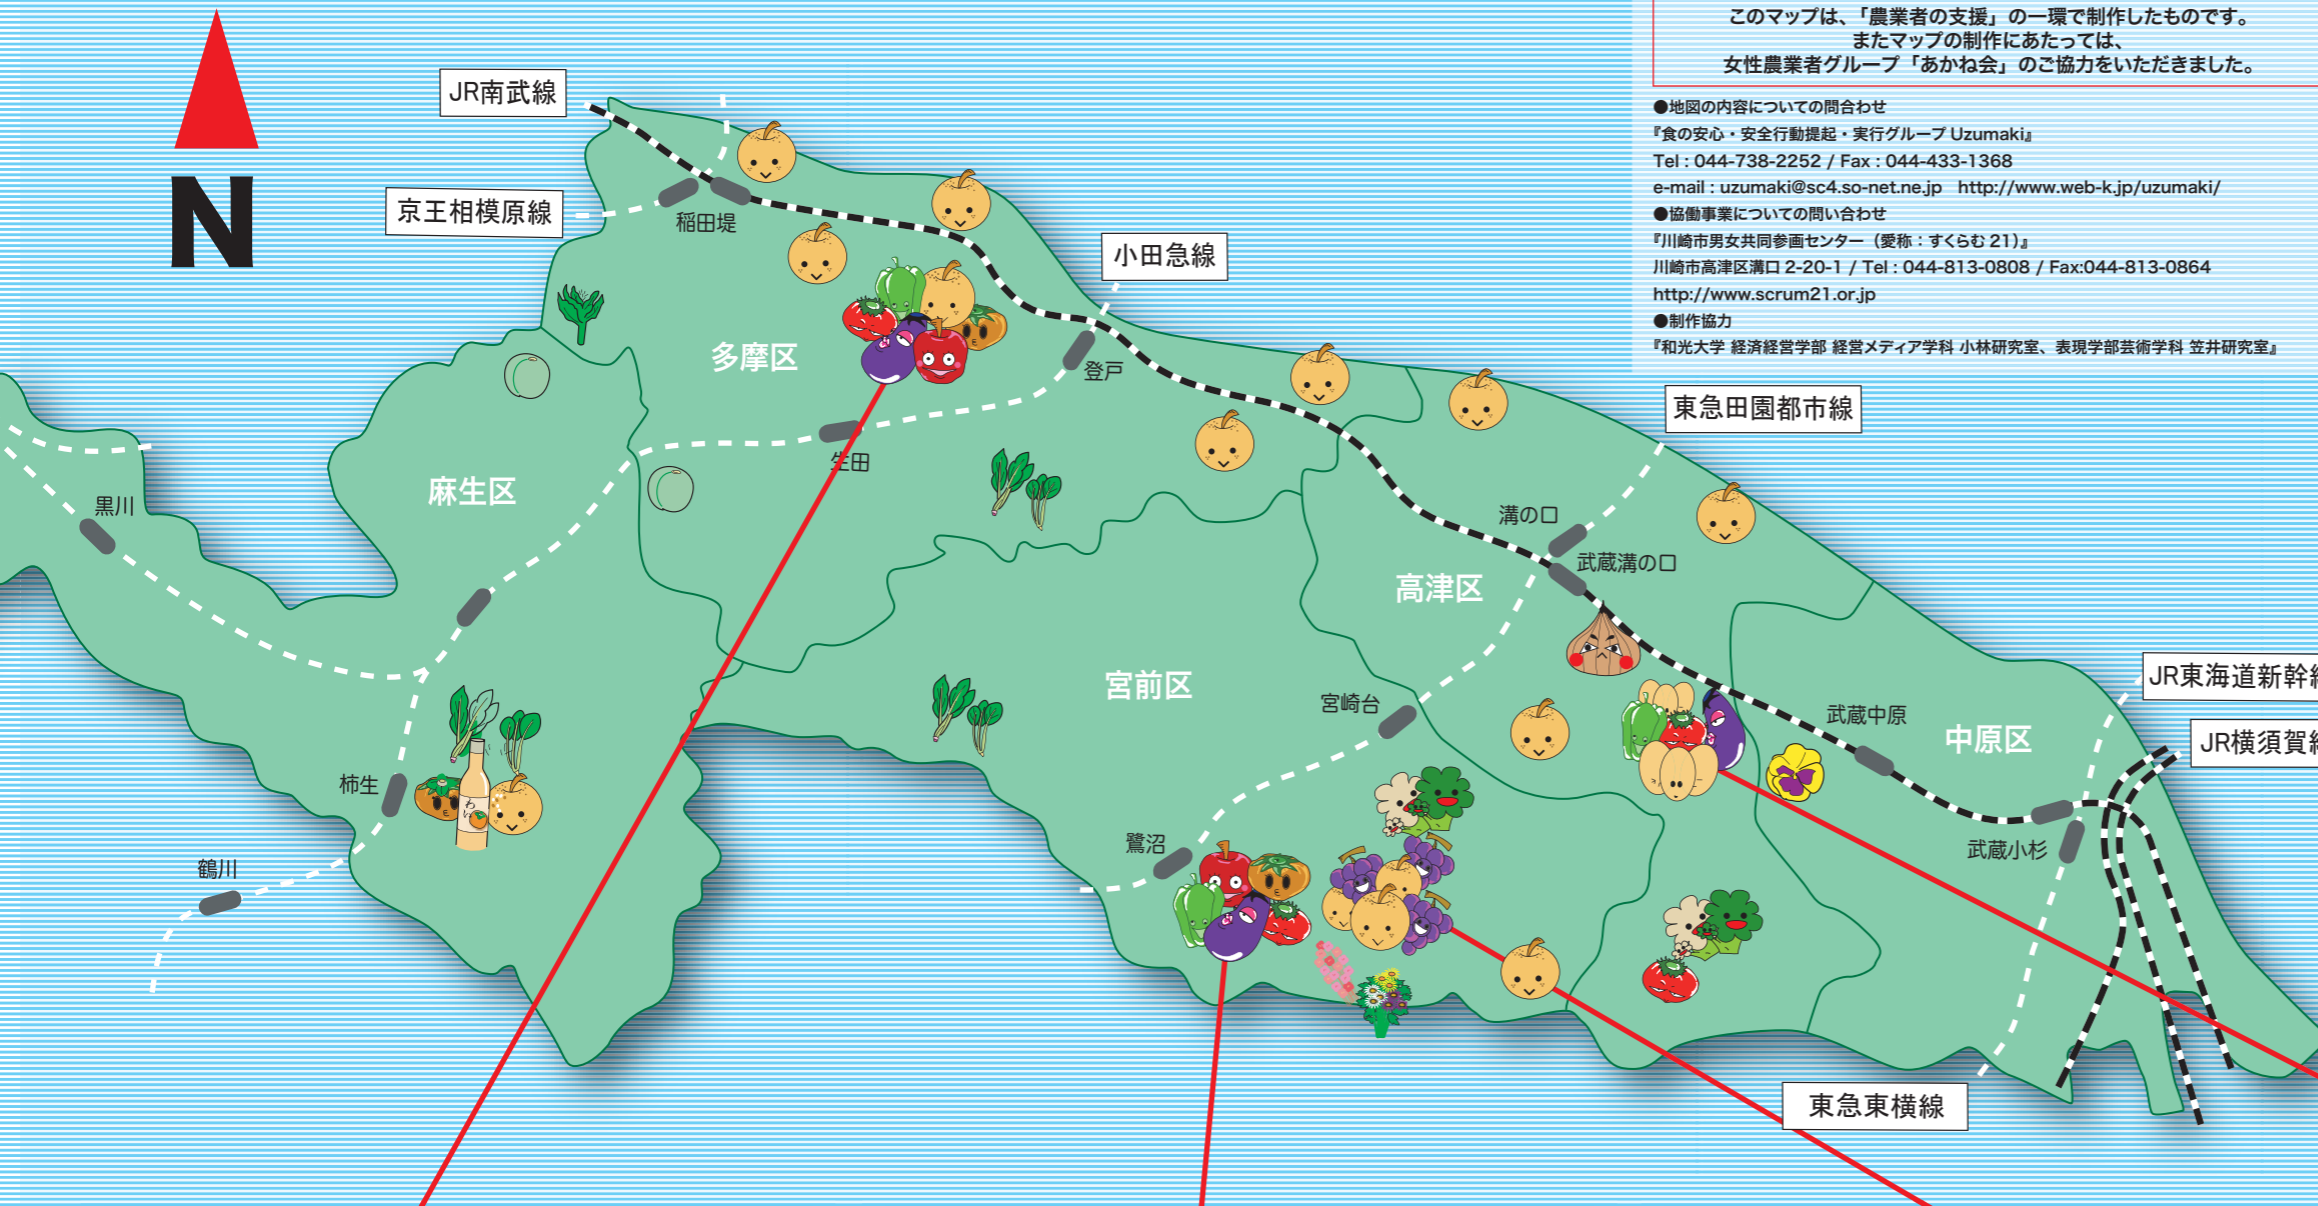 このマップは、「農業者の支援」の一環で制作したものです。
またマップの制作にあたっては、
女性農業者グループ「あかね会」のご協力をいただきました。
●地図の内容についての問合わせ
『食の安心・安全行動提起・実行グループ Uzumaki』
Tel : 044-738-2252 / Fax : 044-433-1368
e-mail : uzumaki@sc4.so-net.ne.jp http://www.web-k.jp/uzumaki/
●協働事業についての問い合わせ
『川崎市男女共同参画センター（愛称：すくらむ 21）』
川崎市高津区溝口 2-20-1 / Tel : 044-813-0808 / Fax:044-813-0864
http://www.scrum21.or.jp
●制作協力
『和光大学 経済経営学部 経営メディア学科 小林研究室、表現学部芸術学科 笠井研究室』
N
JR南武線
京王相模原線
稲田堤
小田急線
多摩区
登戸
東急田園都市線
生田
麻生区
黒川
溝の口
武蔵溝の口
高津区
宮前区
宮崎台
JR東海道新幹
武蔵中原
中原区
JR横須賀
柿生
鷺沼
武蔵小杉
鶴川
東急東横線